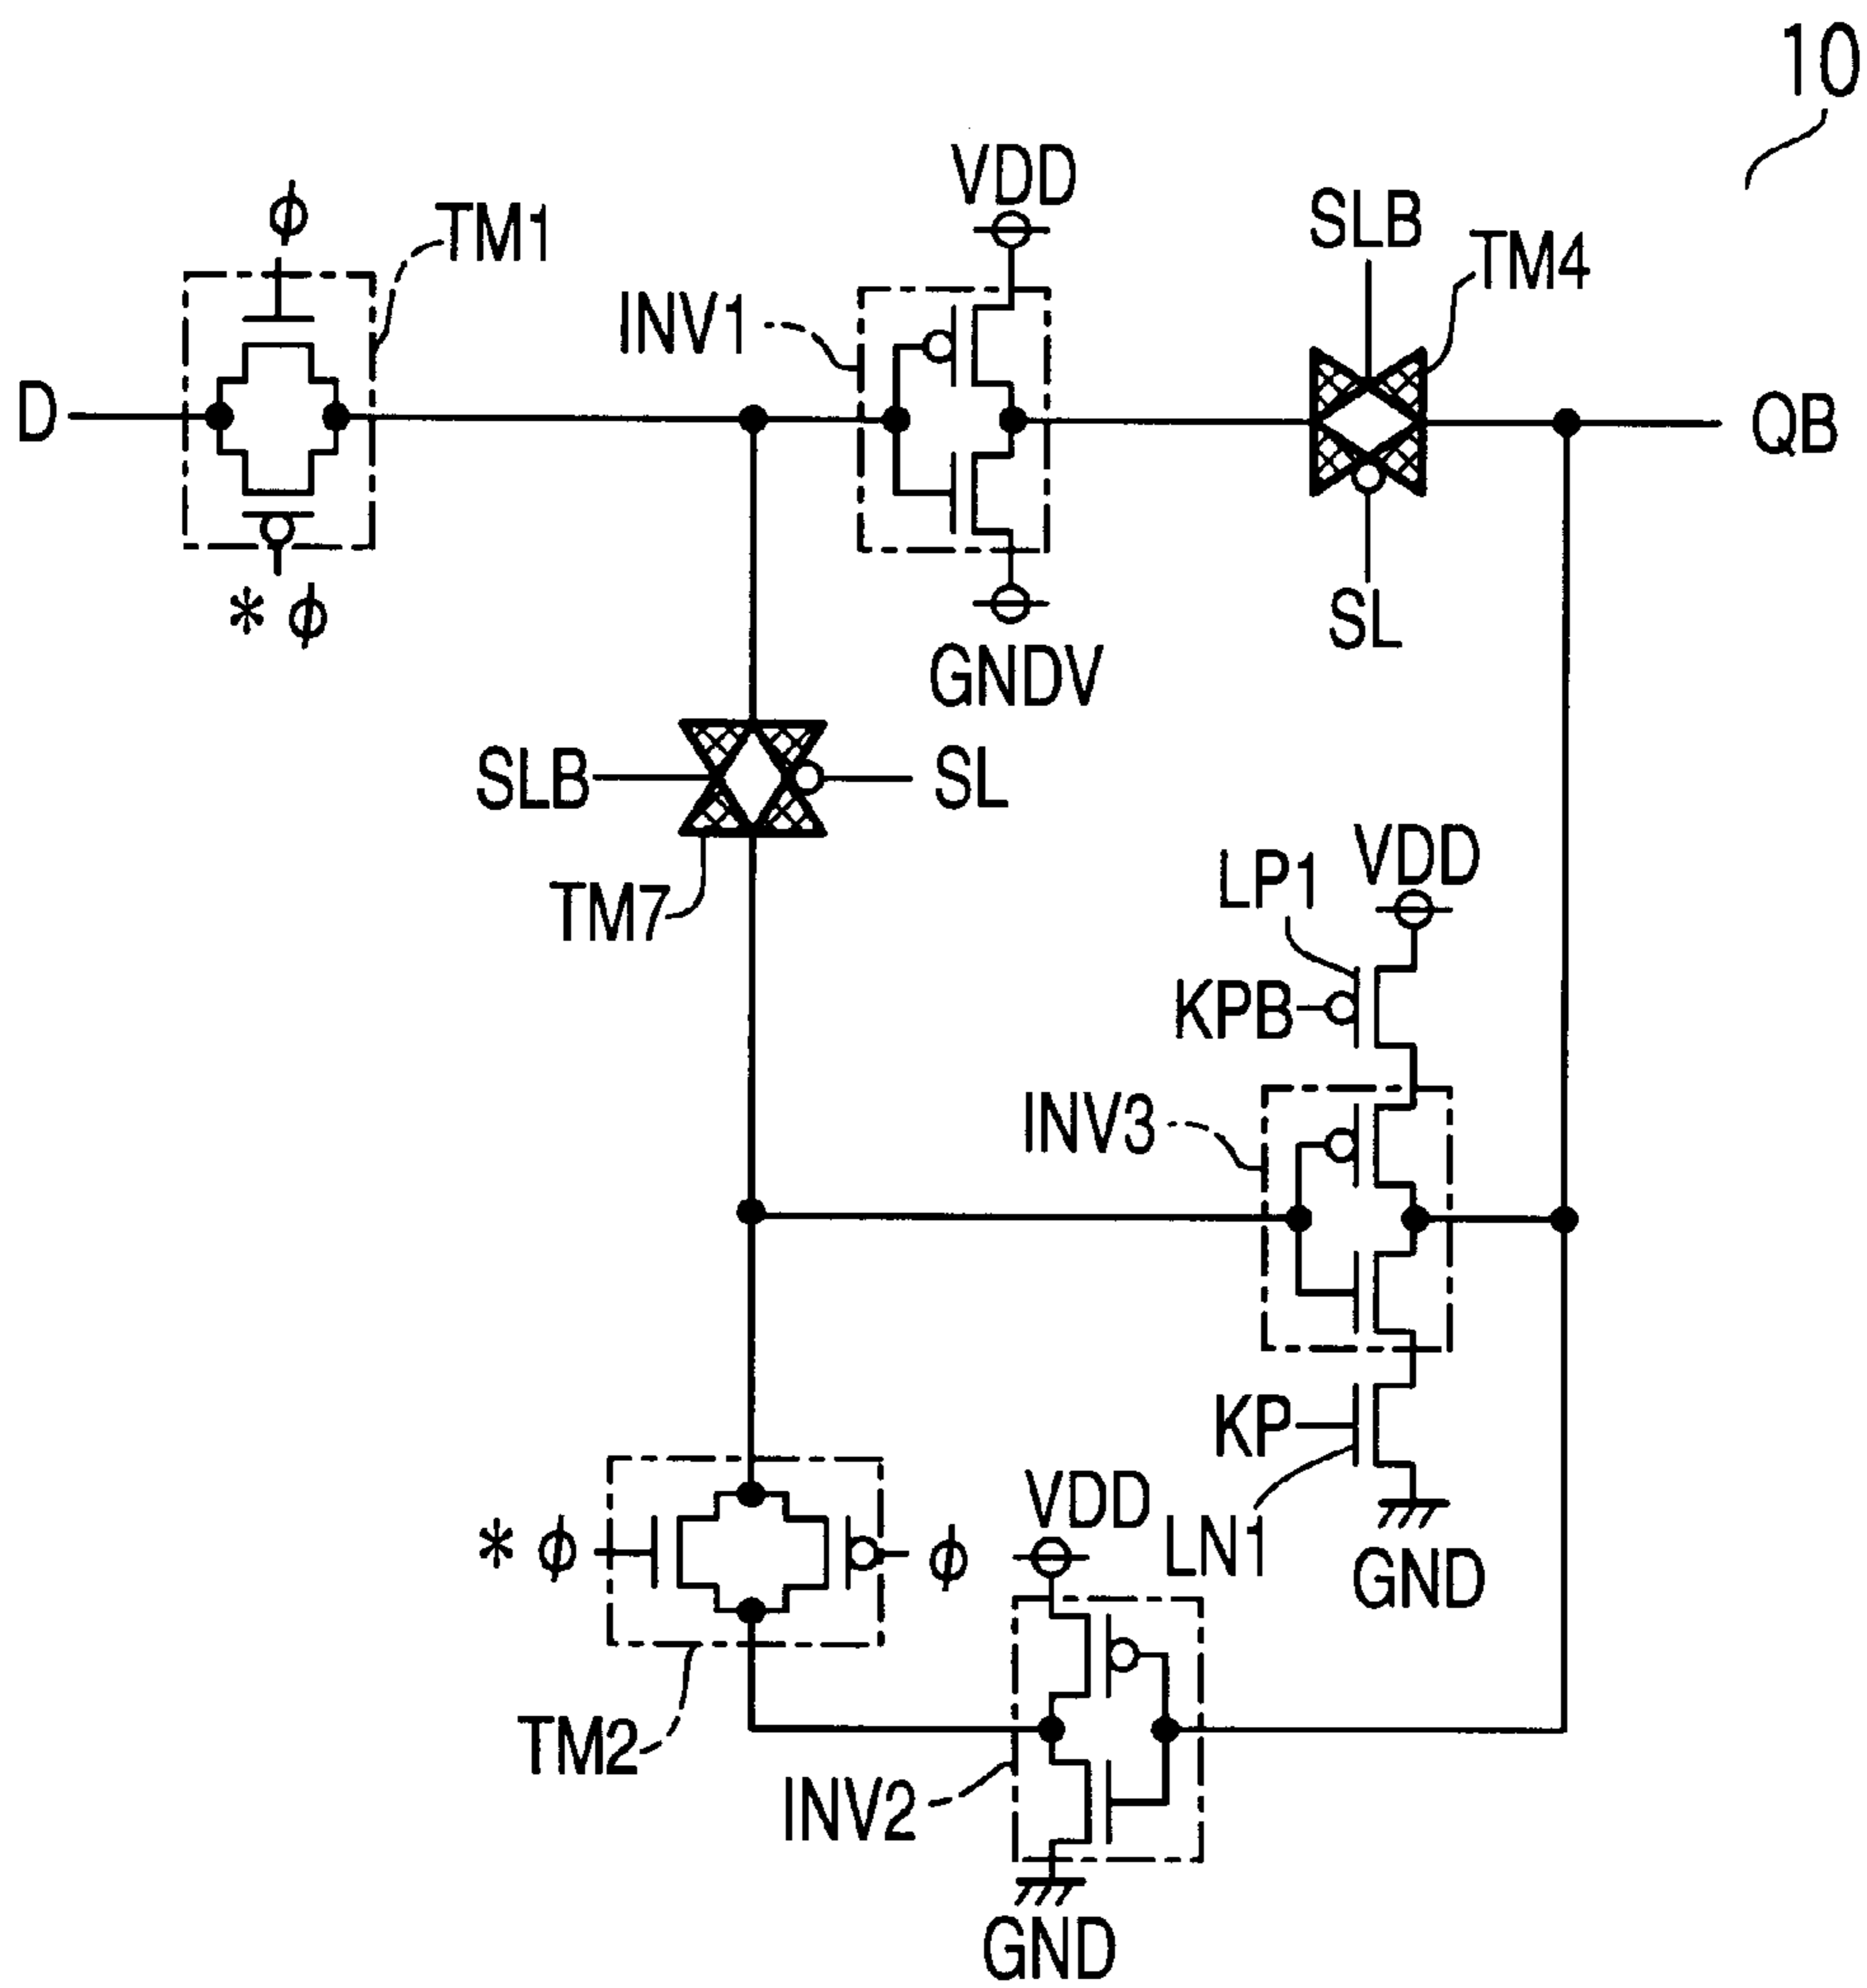 10
VDD
φ
TM1
SLB
TM4
INV1
D
QB
* φ
SL
GNDV
SLB
SL
TM7
LP1
VDD
KPB
INV3
KP
VDD
LN1
* φ
φ
GND
TM2
INV2
GND